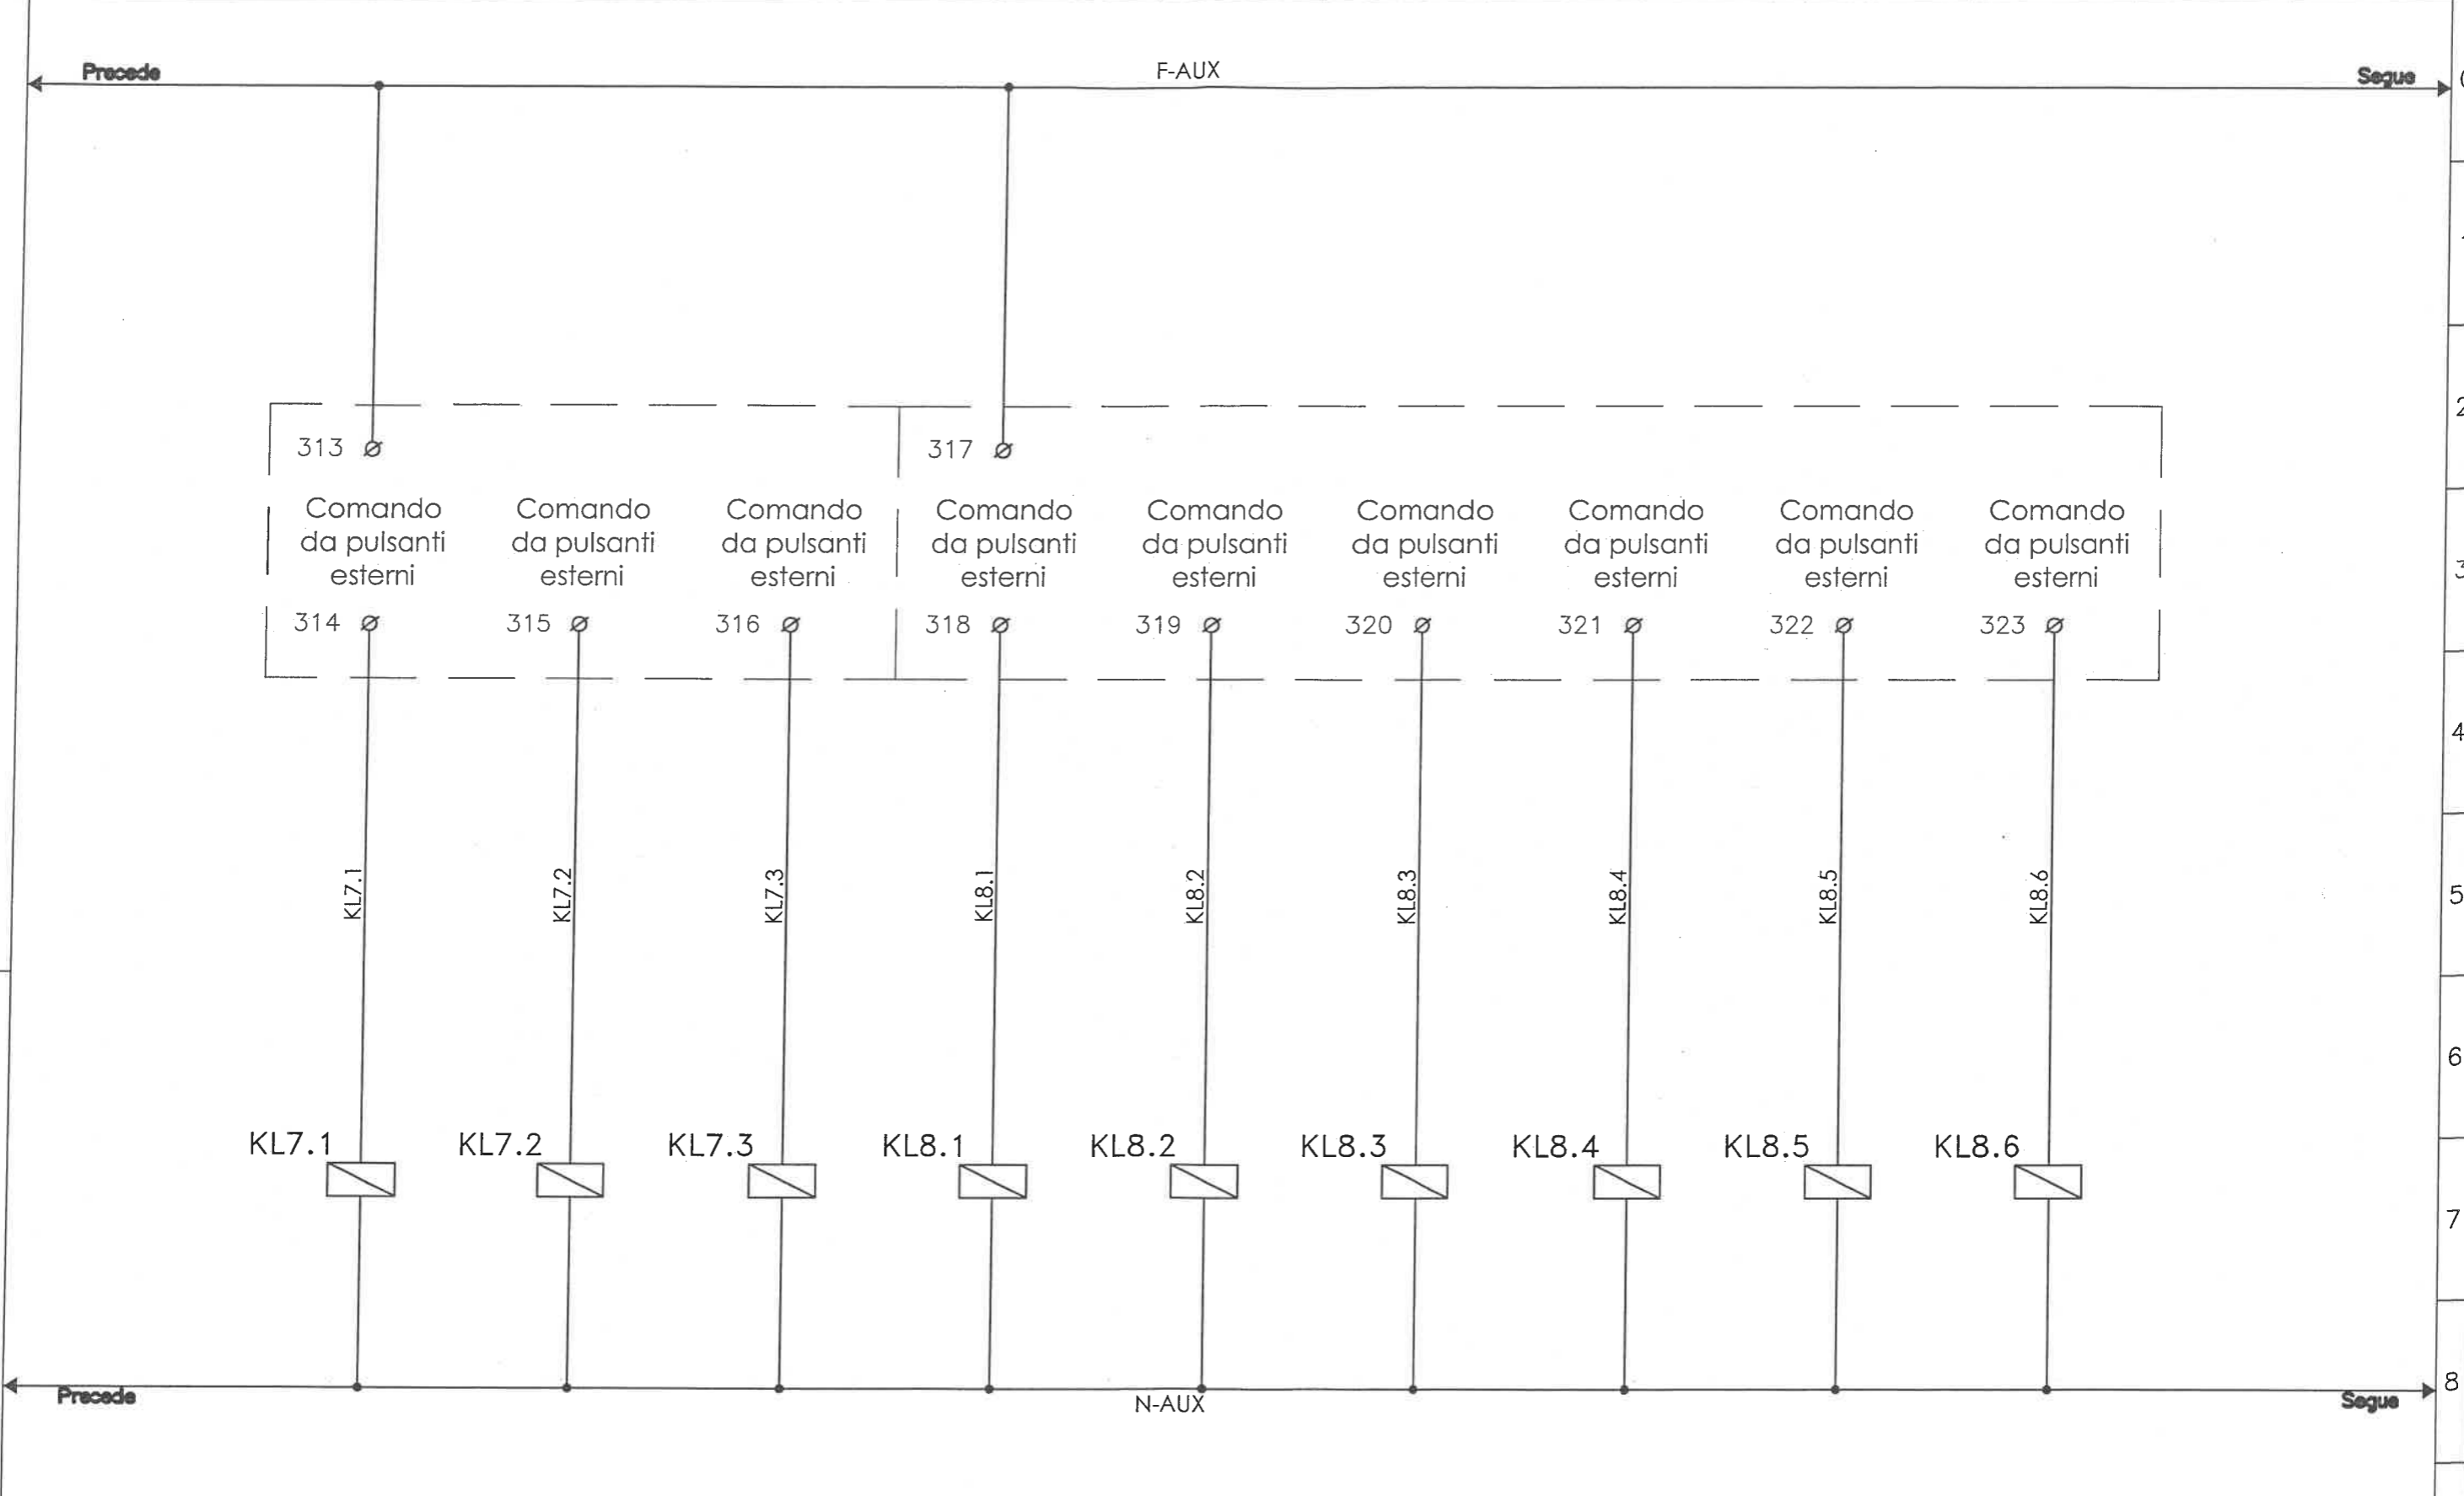 Precede
F-AUX
Segue
313
317
2
Comando
da pulsanti
esterni
Comando
da pulsanti
esterni
Comando
da pulsanti
esterni
Comando
da pulsanti
esterni
Comando
da pulsanti
esterni
Comando
da pulsanti
esterni
Comando
da pulsanti
esterni
Comando
da pulsanti
esterni
Comando
da pulsanti
esterni
3
314
315
316
318
319
320
321
322
323
4
KL7.1
KL7.2
KL7.3
KL8.1
KL8.2
KL8.3
KL8.4
KL8.5
KL8.6
5
6
KL7.1
KL7.2
KL7.3
KL8.1
KL8.2
KL8.3
KL8.4
KL8.5
KL8.6
7
8
Precede
N-AUX
Segue